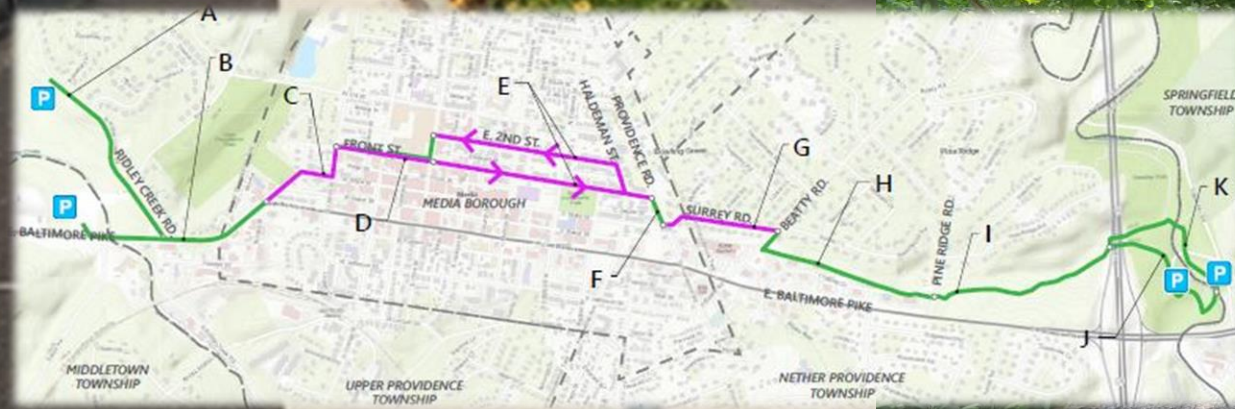 A
B
C
E
HALDEMAN ST.
PROVIDENCE RD.
SPRINGFIELD
TOWNSHIP
P
FRONT ST.
E. 2ND ST.
G
BEATTY RD.
H
K
RIDLEY CREEK RD.
P
MEDIA BOROUGH
SURREY RD.
PINE RIDGE RD.
I
BALTIMORE PIKE
D
F
E. BALTIMORE PIKE
P
P
J
MIDDLETOWN
TOWNSHIP
UPPER PROVIDENCE
TOWNSHIP
NETHER PROVIDENCE
TOWNSHIP